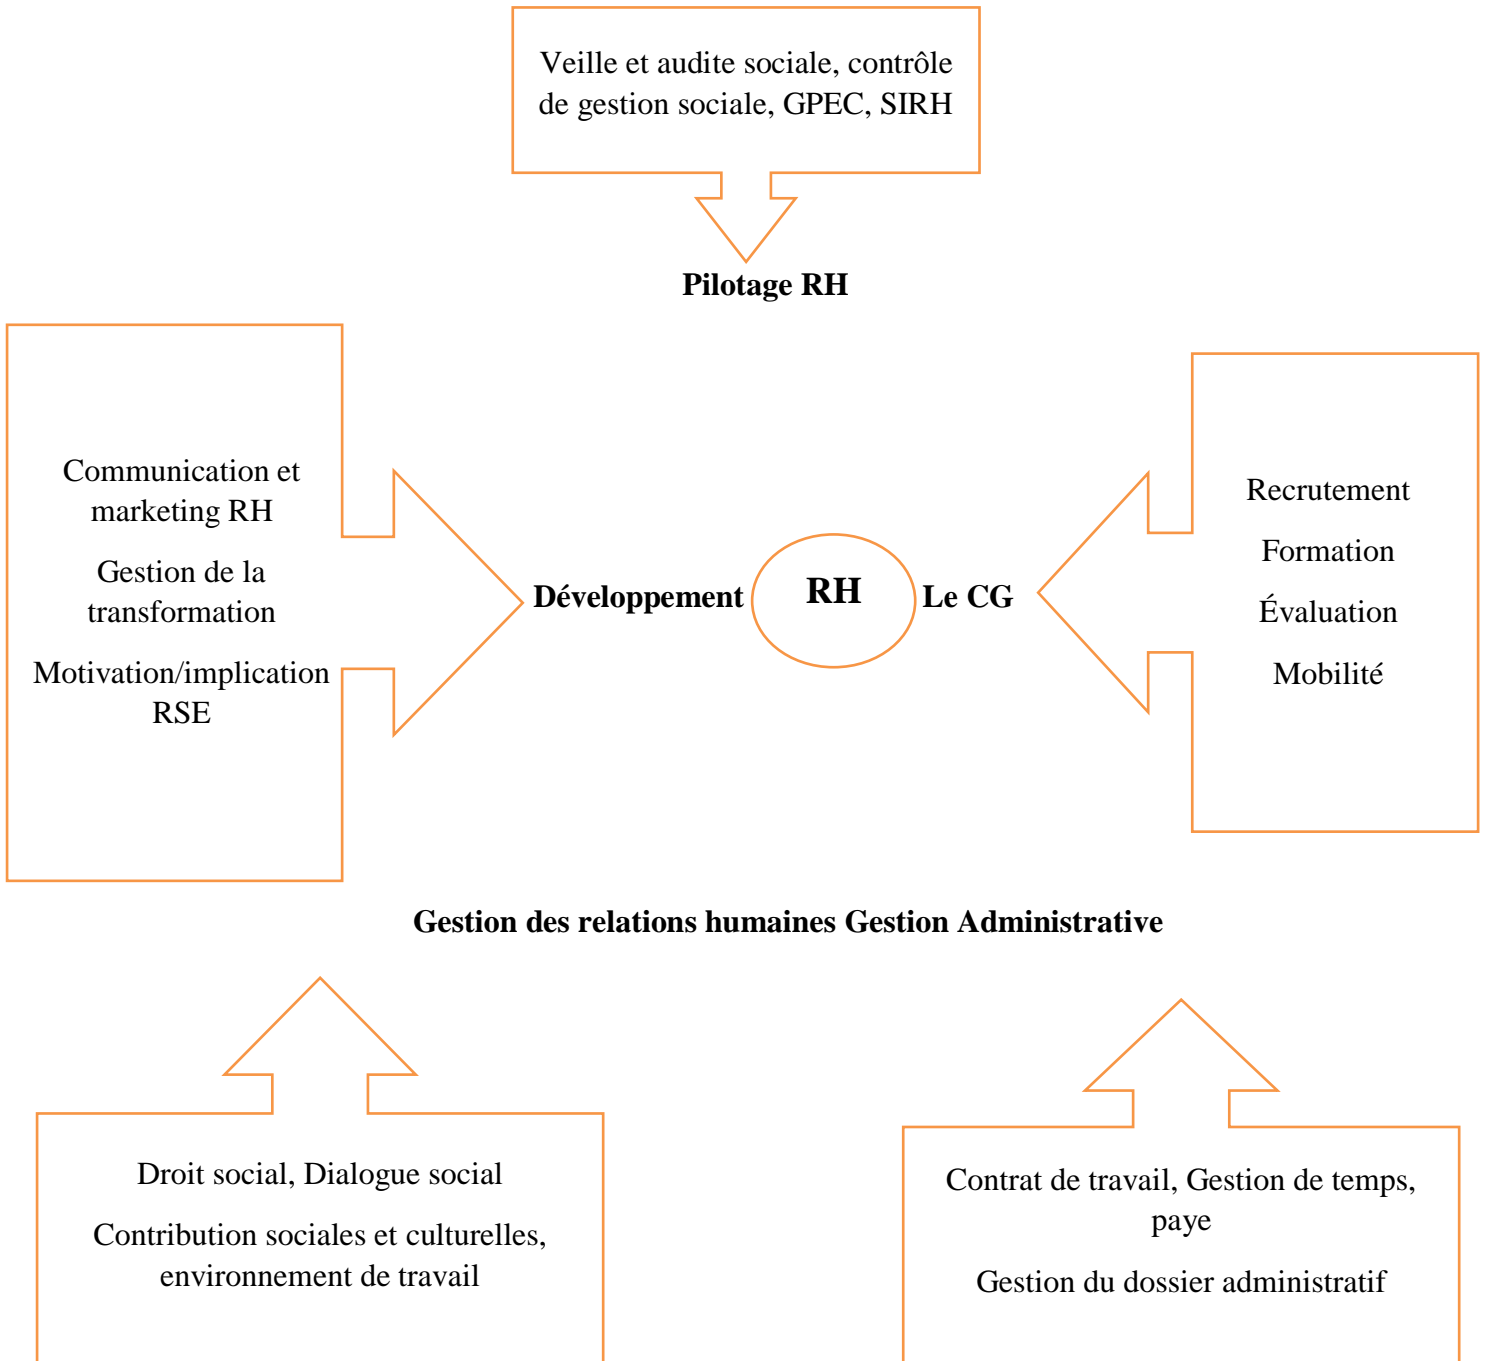 Veille et audite sociale, contrôle
de gestion sociale, GPEC, SIRH
Pilotage RH
Communication et
marketing RH
Gestion de la
transformation
Motivation/implication
RSE
Développement
RH
Le CG
Recrutement
Formation
Évaluation
Mobilité
Gestion des relations humaines Gestion Administrative
Droit social, Dialogue social
Contribution sociales et culturelles,
environnement de travail
Contrat de travail, Gestion de temps,
paye
Gestion du dossier administratif